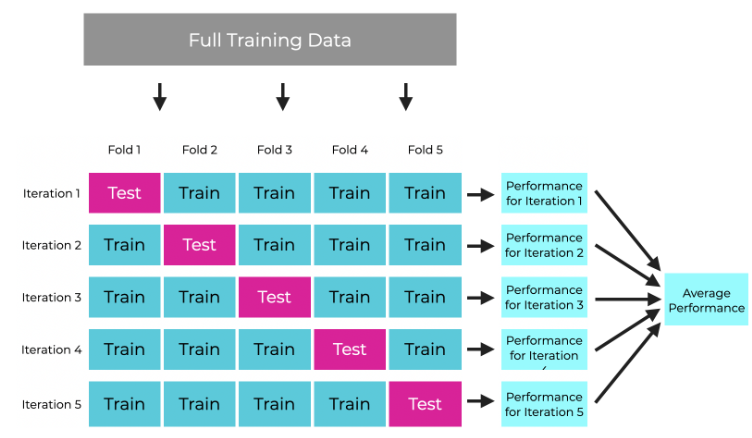 Full Training Data
Fold 1 Fold 2 Fold 3 Fold 4 Fold 5
Iteration 1 Test Train Train Train Train Performance for Iteration 1
Iteration 2 Train Test Train Train Train Performance for Iteration 2
Iteration 3 Train Train Test Train Train Performance for Iteration 3
Average Performance
Iteration 4 Train Train Train Test Train Performance for Iteration
Iteration 5 Train Train Train Train Test Performance for Iteration 5